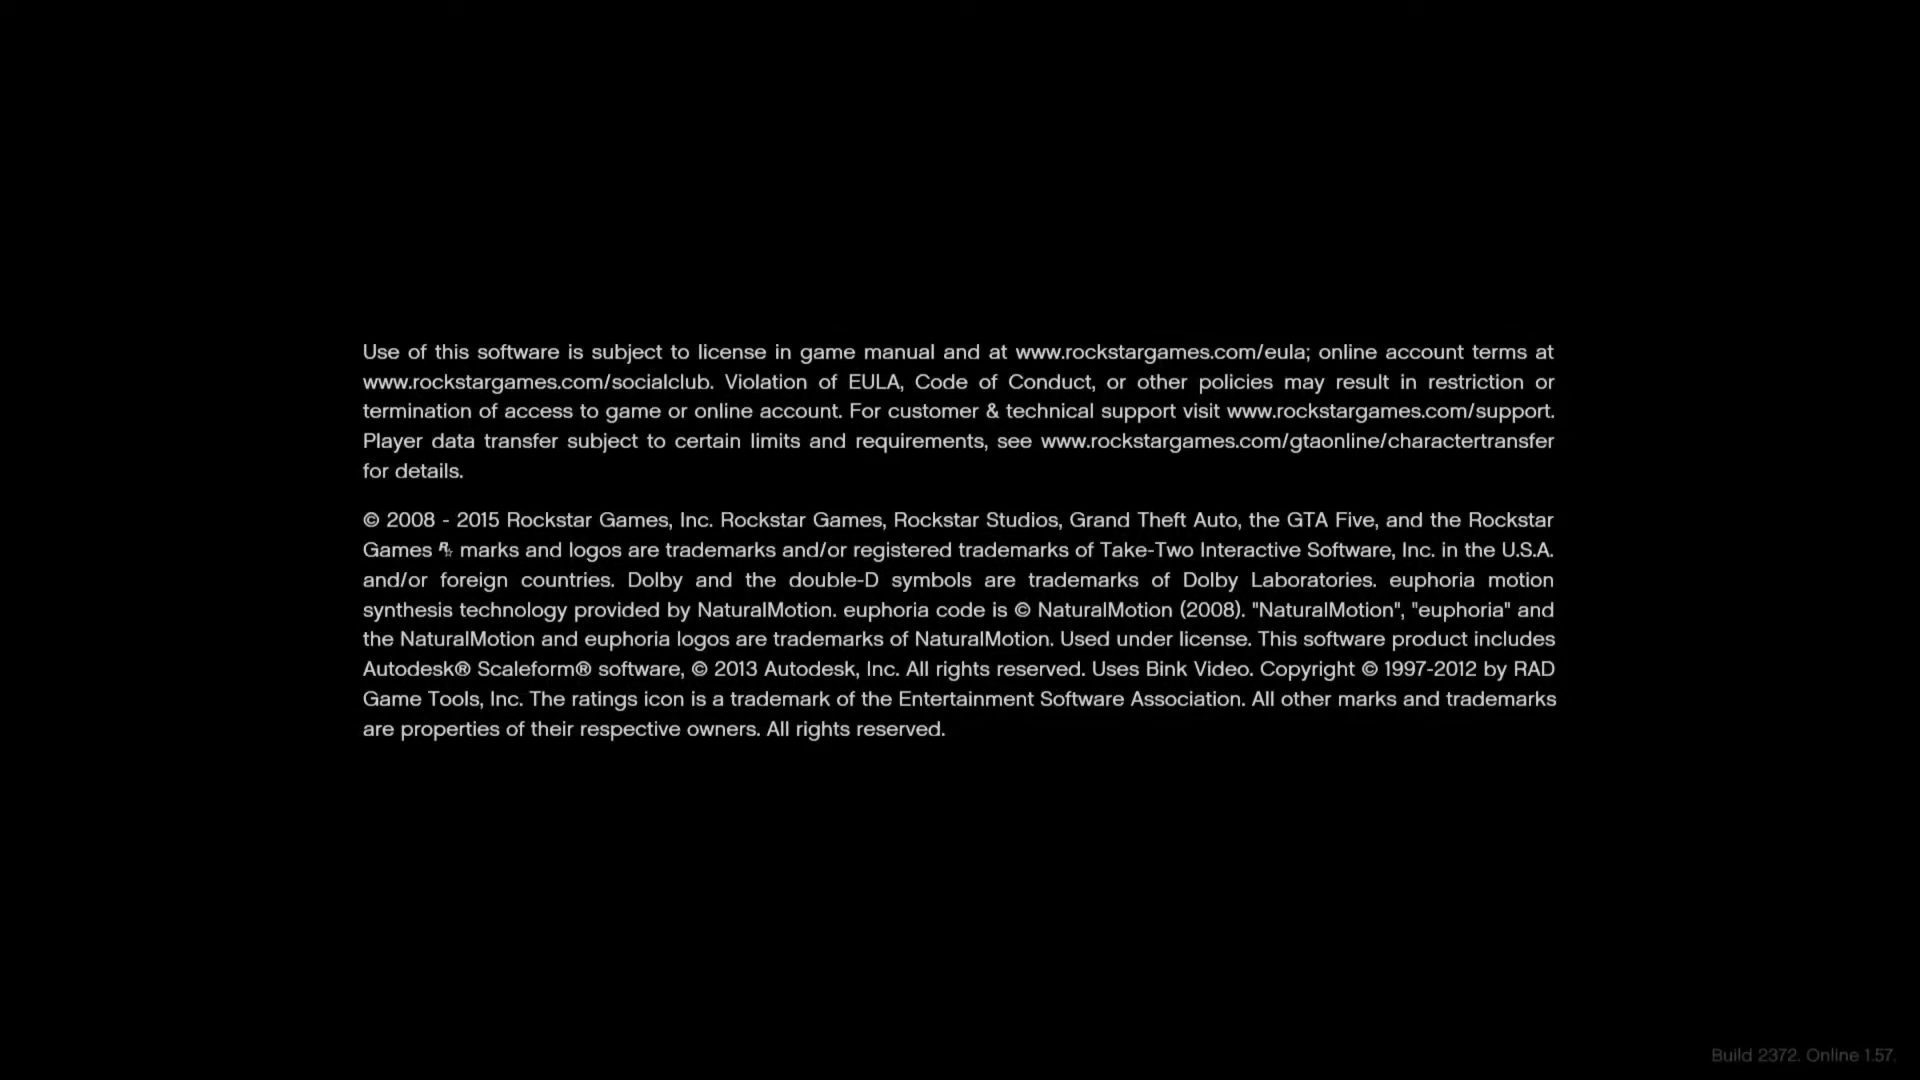 Use of this software is subject to license in game manual and at www.rockstargames.com/eula; online account terms at
www.rockstargames.com/socialclub. Violation of EULA, Code of Conduct, or other policies may result in restriction or
termination of access to game or online account. For customer & technical support visit www.rockstargames.com/support.
Player data transfer subject to certain limits and requirements, see www.rockstargames.com/gtaonline/charactertransfer
for details.
© 2008 - 2015 Rockstar Games, Inc. Rockstar Games, Rockstar Studios, Grand Theft Auto, the GTA Five, and the Rockstar
Games R* marks and logos are trademarks and/or registered trademarks of Take-Two Interactive Software, Inc. in the U.S.A.
and/or foreign countries. Dolby and the double-D symbols are trademarks of Dolby Laboratories. euphoria motion
synthesis technology provided by NaturalMotion. euphoria code is © NaturalMotion (2008). "NaturalMotion", "euphoria" and
the NaturalMotion and euphoria logos are trademarks of NaturalMotion. Used under license. This software product includes
Autodesk® Scaleform® software, © 2013 Autodesk, Inc. All rights reserved. Uses Bink Video. Copyright © 1997-2012 by RAD
Game Tools, Inc. The ratings icon is a trademark of the Entertainment Software Association. All other marks and trademarks
are properties of their respective owners. All rights reserved.
Build 2372. Online 1.57.